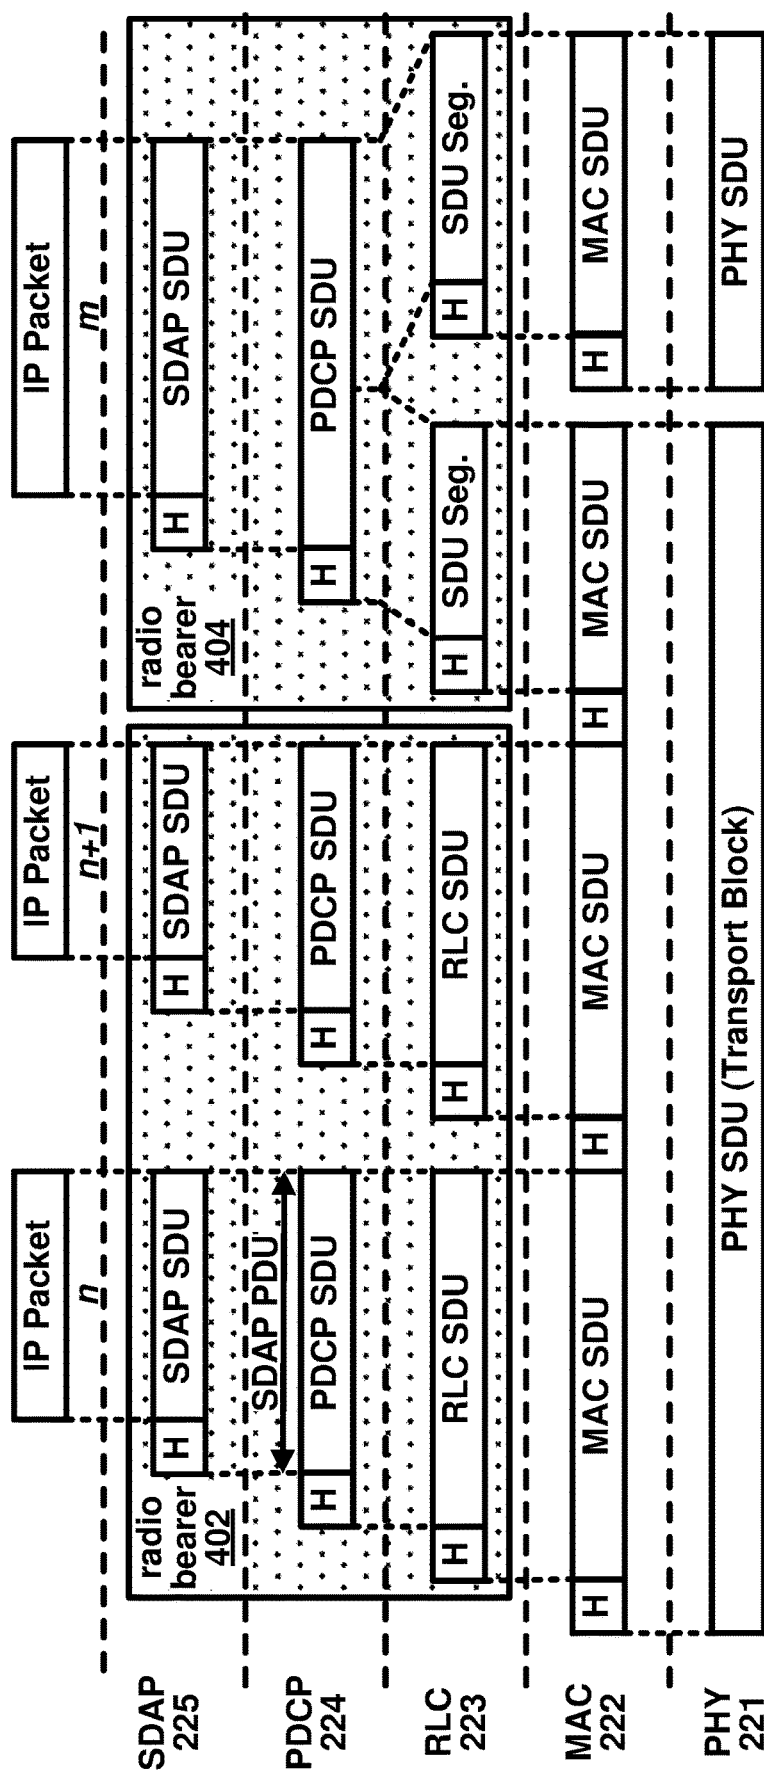 IP Packet
IP Packet
IP Packet
n
n+1
m
SDAP
225
radio
bearer
402
H
SDAP SDU
H
SDAP SDU
radio
bearer
404
H
SDAP SDU
SDAP PDU
PDCP
224
H
PDCP SDU
H
PDCP SDU
H
PDCP SDU
RLC
223
H
RLC SDU
H
RLC SDU
H
SDU Seg.
H
SDU Seg.
MAC
222
H
MAC SDU
H
MAC SDU
H
MAC SDU
H
MAC SDU
PHY
221
PHY SDU (Transport Block)
PHY SDU